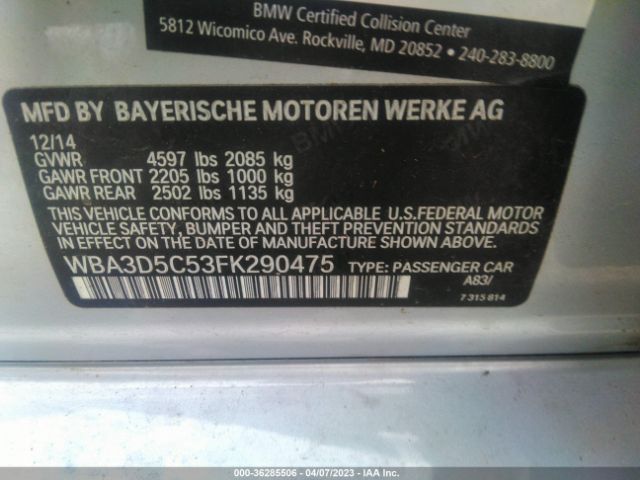 BMW Certified Collision Center
5812 Wicomico Ave. Rockville, MD 20852 • 240-283-8800
MFD BY BAYERISCHE MOTOREN WERKE AG
12/14
GVWR 4597 lbs 2085 kg
GAWR FRONT 2205 lbs 1000 kg
GAWR REAR 2502 lbs 1135 kg
THIS VEHICLE CONFORMS TO ALL APPLICABLE U.S.FEDERAL MOTOR
VEHICLE SAFETY, BUMPER AND THEFT PREVENTION STANDARDS IN
EFFECT ON THE DATE OF MANUFACTURE SHOWN ABOVE.
WBA3D5C53FK290475 TYPE: PASSENGER CAR
A83/
7 315 814
000-36285506 - 04/07/2023 - IAA Inc.